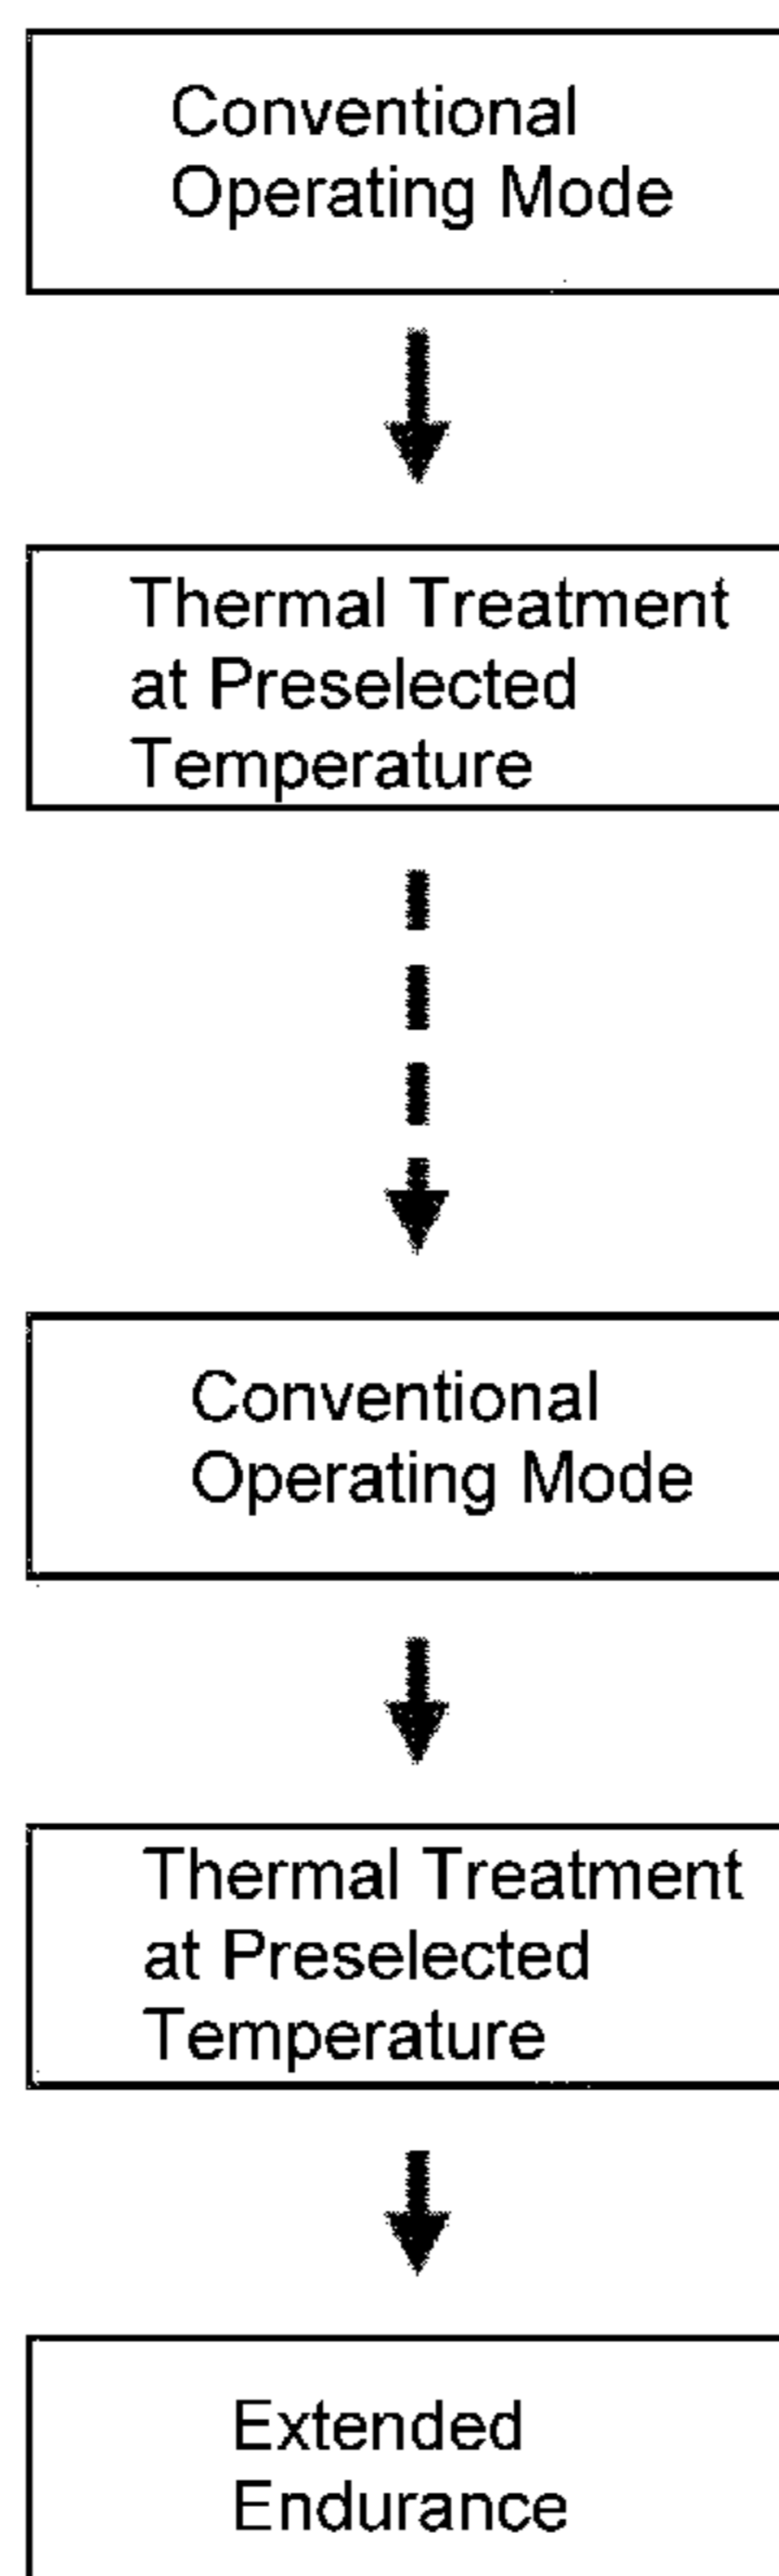 Conventional
Operating Mode
Thermal Treatment
at Preselected
Temperature
Conventional
Operating Mode
Thermal Treatment
at Preselected
Temperature
Extended
Endurance